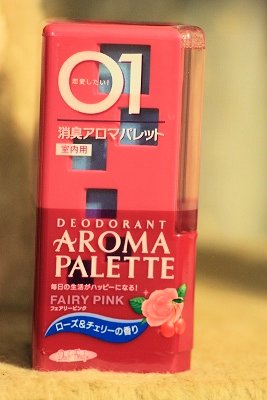 01
恋愛したい!
消臭アロマパレット
室内用
DEODORANT
AROMA
PALETTE
毎日の生活がハッピーになる!
FAIRY PINK
フェアリーピンク
ローズ&チェリーの香り